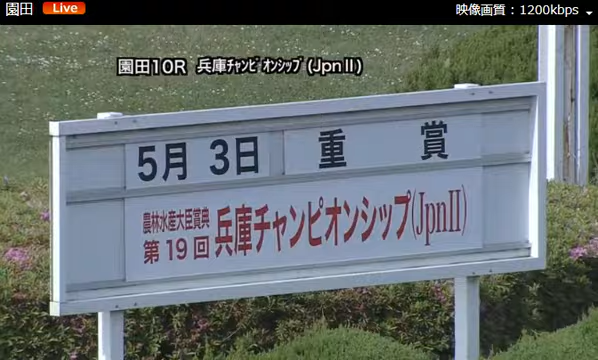 園田 Live 映像画質：1200kbps
園田10R 兵庫ﾁｬﾝﾋﾟｵﾝｼｯﾌﾟ(JpnⅡ)
5月 3日 重賞
農林水産大臣賞典
第19回 兵庫チャンピオンシップ(JpnII)